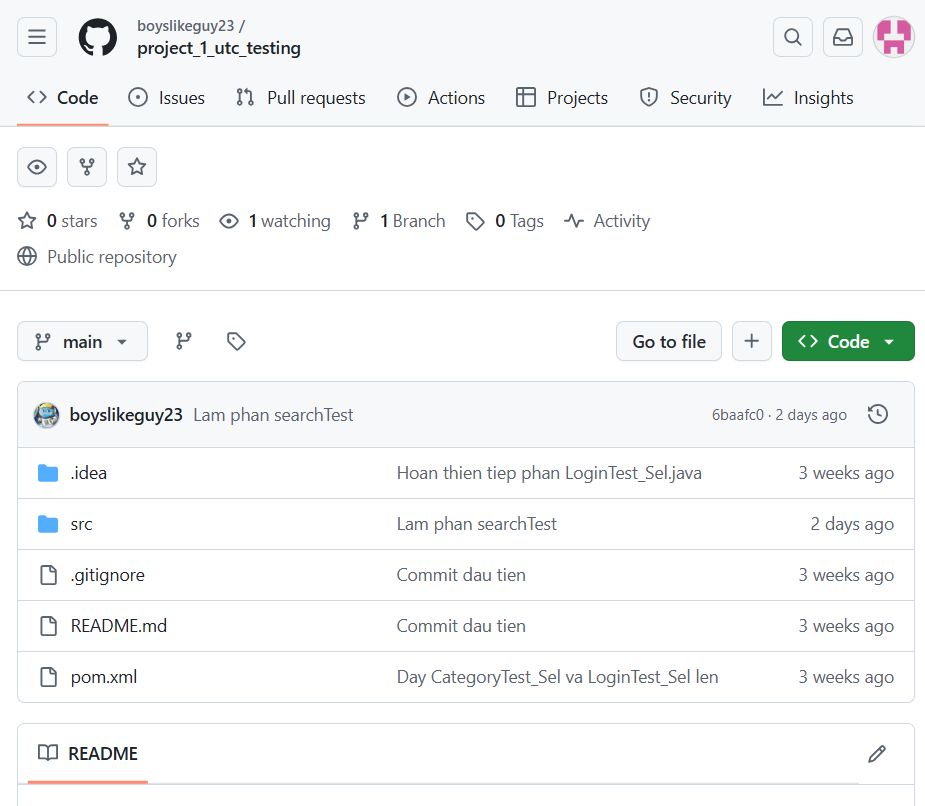 boyslikeguy23 /
project_1_utc_testing
Code Issues Pull requests Actions Projects Security Insights
0 stars 0 forks 1 watching 1 Branch 0 Tags Activity
Public repository
main Go to file Code
boyslikeguy23 Lam phan searchTest 6baafc0 · 2 days ago
.idea Hoan thien tiep phan LoginTest_Sel.java 3 weeks ago
src Lam phan searchTest 2 days ago
.gitignore Commit dau tien 3 weeks ago
README.md Commit dau tien 3 weeks ago
pom.xml Day CategoryTest_Sel va LoginTest_Sel len 3 weeks ago
README